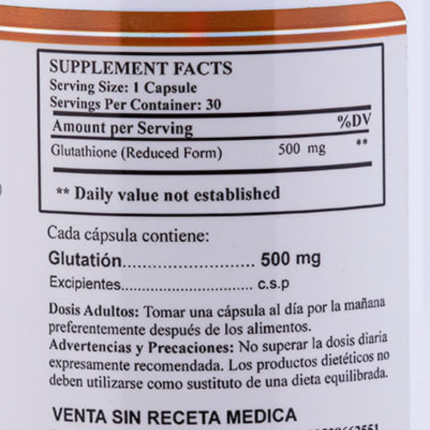 SUPPLEMENT FACTS
Serving Size: 1 Capsule
Servings Per Container: 30
Amount per Serving %DV
Glutathione (Reduced Form) 500 mg **
** Daily value not established
Cada cápsula contiene:
Glutatión........................... 500 mg
Excipientes........................... c.s.p
Dosis Adultos: Tomar una cápsula al día por la mañana
preferentemente después de los alimentos.
Advertencias y Precauciones: No superar la dosis diaria
expresamente recomendada. Los productos dietéticos no
deben utilizarse como sustituto de una dieta equilibrada.
VENTA SIN RECETA MEDICA